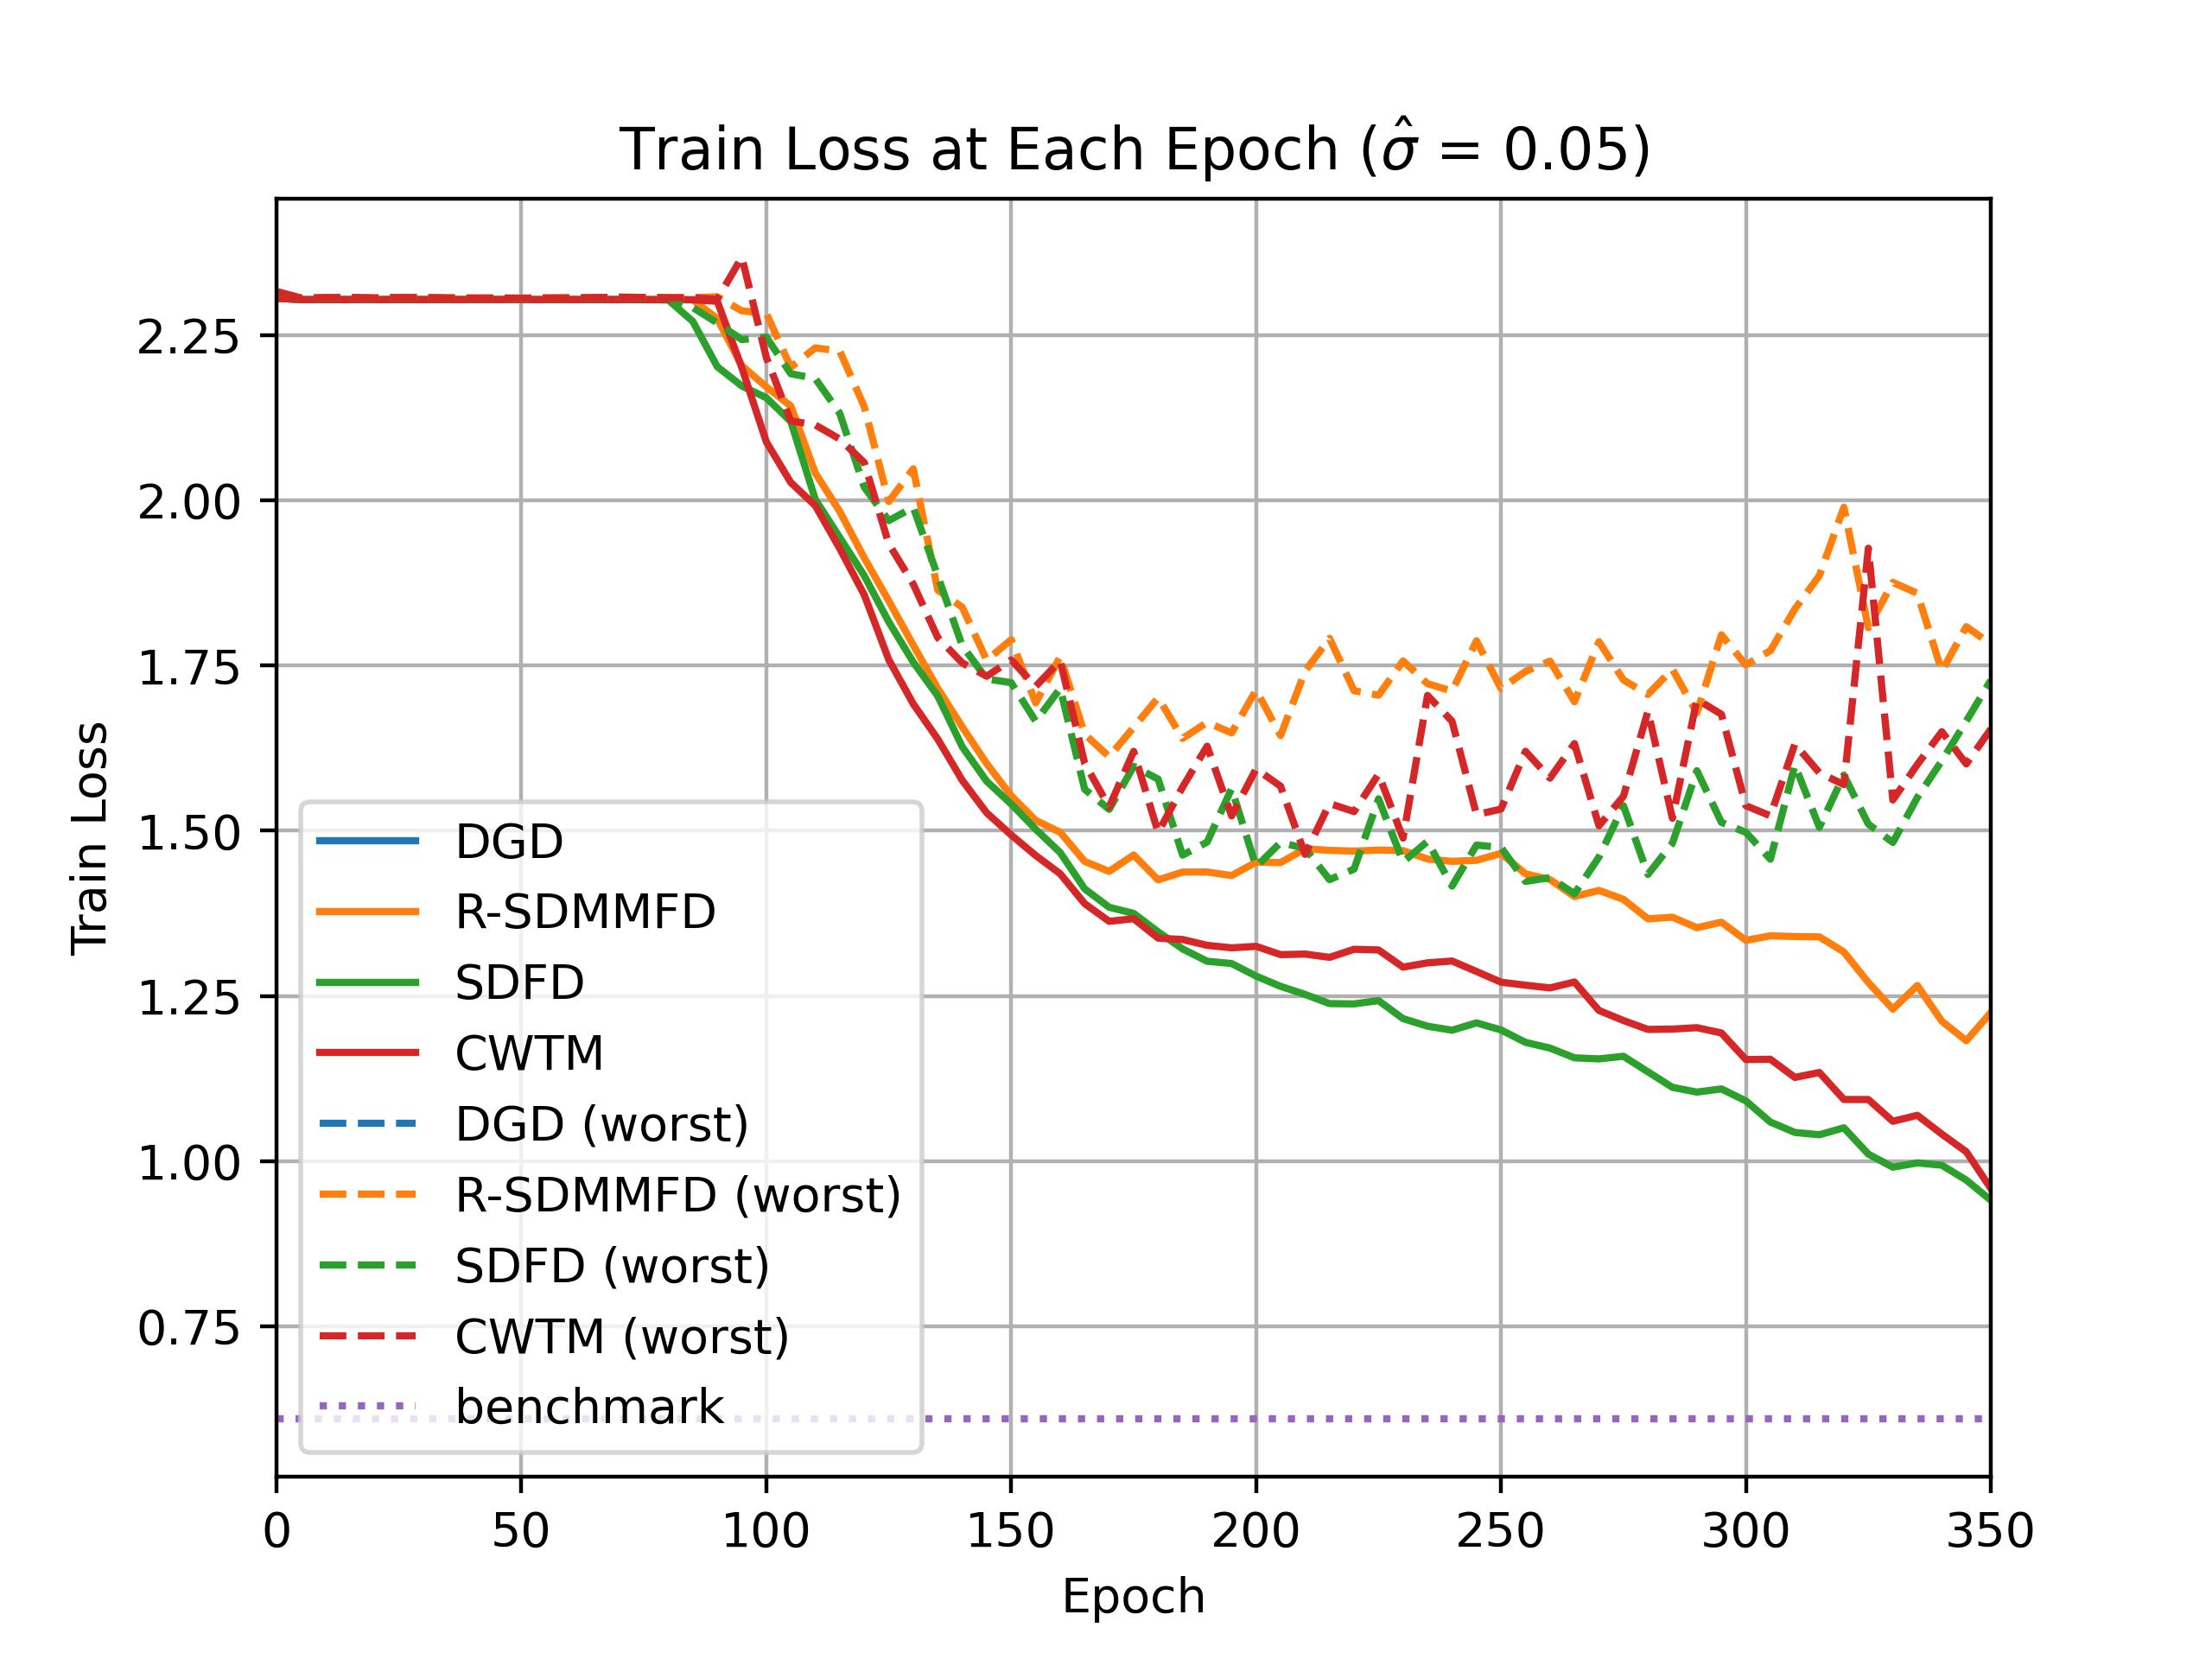 Train Loss at Each Epoch (σ̂ = 0.05)
Train Loss
2.25
2.00
1.75
1.50
1.25
1.00
0.75
DGD
R-SDMMFD
SDFD
CWTM
DGD (worst)
R-SDMMFD (worst)
SDFD (worst)
CWTM (worst)
benchmark
0 50 100 150 200 250 300 350
Epoch